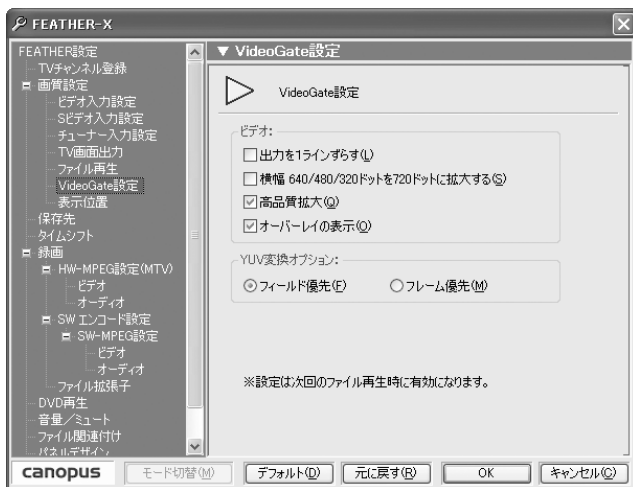 FEATHER-X
FEATHER設定
TVチャンネル登録
画質設定
ビデオ入力設定
Sビデオ入力設定
チューナー入力設定
TV画面出力
ファイル再生
VideoGate設定
表示位置
保存先
タイムシフト
録画
HW-MPEG設定(MTV)
ビデオ
オーディオ
SWエンコード設定
SW-MPEG設定
ビデオ
オーディオ
ファイル拡張子
DVD再生
音量／ミュート
ファイル関連付け
パネルデザイン
▼ VideoGate設定
VideoGate設定
ビデオ:
出力を1ラインずらす(L)
横幅 640/480/320ドットを720ドットに拡大する(S)
高品質拡大(Q)
オーバーレイの表示(O)
YUV変換オプション:
フィールド優先(F) フレーム優先(M)
※設定は次回のファイル再生時に有効になります。
canopus モード切替(M) デフォルト(D) 元に戻す(R) OK キャンセル(C)